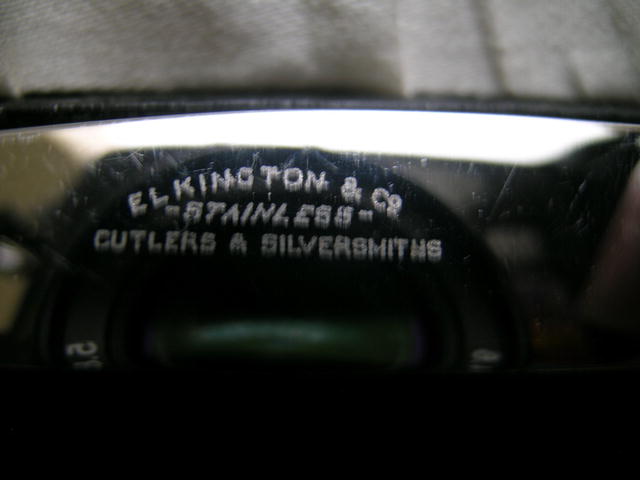 ELKINGTON & Co
-STAINLESS-
CUTLERS & SILVERSMITHS